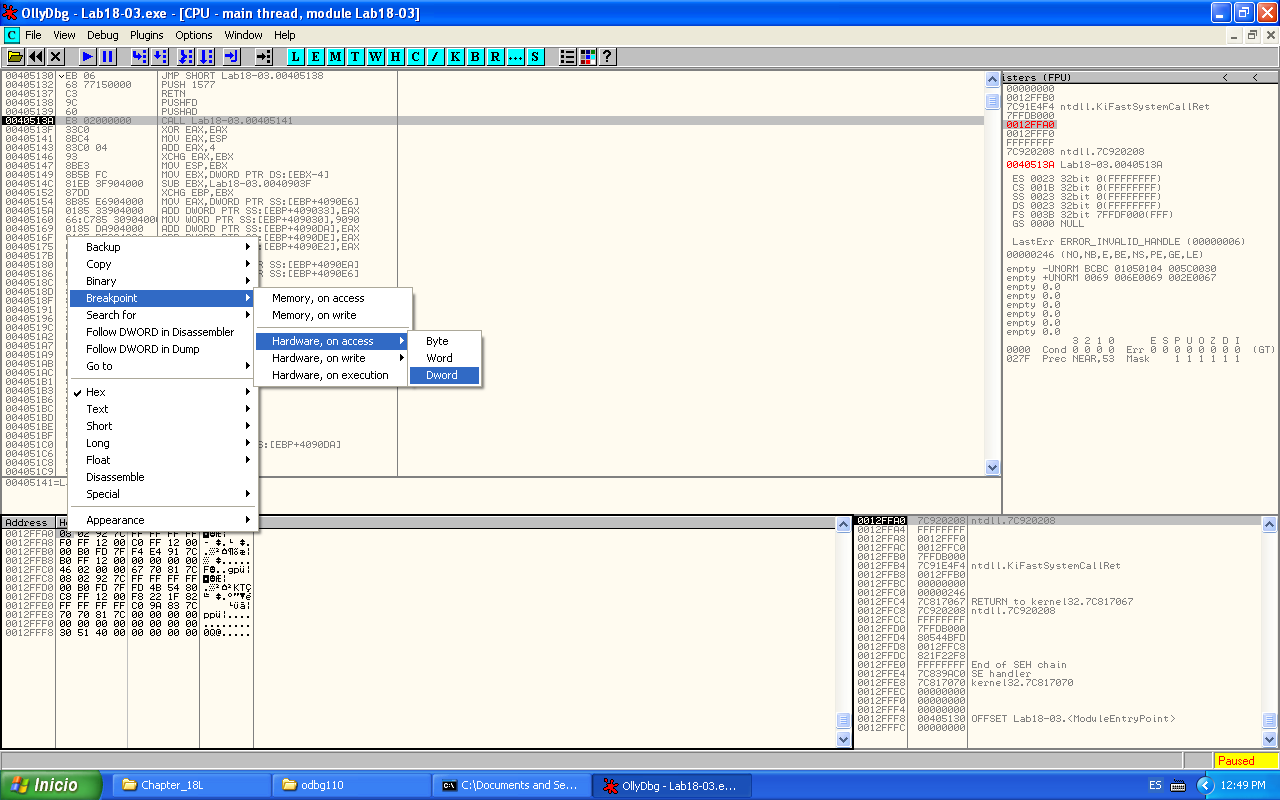 OllyDbg - Lab18-03.exe - [CPU - main thread, module Lab18-03]
C File View Debug Plugins Options Window Help
L E M T W H C / K B R ... S ?
00405130 EB 06 JMP SHORT Lab18-03.00405138
00405132 68 77150000 PUSH 1577
00405137 C3 RETN
00405138 9C PUSHFD
00405139 60 PUSHAD
0040513A E8 02000000 CALL Lab18-03.00405141
0040513F 33C0 XOR EAX,EAX
00405141 8BC4 MOV EAX,ESP
00405143 83C0 04 ADD EAX,4
00405146 93 XCHG EAX,EBX
00405147 8BE3 MOV ESP,EBX
00405149 8B5B FC MOV EBX,DWORD PTR DS:[EBX-4]
0040514C 81EB 3F904000 SUB EBX,Lab18-03.0040903F
00405152 87DD XCHG EBP,EBX
00405154 8B85 E6904000 MOV EAX,DWORD PTR SS:[EBP+4090E6]
0040515A 0185 33904000 ADD DWORD PTR SS:[EBP+409033],EAX
00405160 66:C785 30904000 MOV WORD PTR SS:[EBP+409030],9090
00405169 0185 DA904000 ADD DWORD PTR SS:[EBP+4090DA],EAX
0040516F
00405175 PTR SS:[EBP+4090E2],EAX
0040517B
00405180 PTR SS:[EBP+4090EA]
00405186 PTR SS:[EBP+4090E6]
004051C0 S:[EBP+4090DA]
004051C6
004051C8
004051C9
00405141=L
Backup
Copy
Binary
Breakpoint
Search for
Follow DWORD in Disassembler
Follow DWORD in Dump
Go to
Hex
Text
Short
Long
Float
Disassemble
Special
Appearance
Memory, on access
Memory, on write
Hardware, on access
Hardware, on write
Hardware, on execution
Byte
Word
Dword
isters (FPU) < <
00000000
0012FFB0
7C91E4F4 ntdll.KiFastSystemCallRet
7FFDB000
0012FFA0
0012FFF0
FFFFFFFF
7C920208 ntdll.7C920208
0040513A Lab18-03.0040513A
ES 0023 32bit 0(FFFFFFFF)
CS 001B 32bit 0(FFFFFFFF)
SS 0023 32bit 0(FFFFFFFF)
DS 0023 32bit 0(FFFFFFFF)
FS 003B 32bit 7FFDF000(FFF)
GS 0000 NULL
LastErr ERROR_INVALID_HANDLE (00000006)
00000246 (NO,NB,E,BE,NS,PE,GE,LE)
empty -UNORM BCBC 01050104 005C0030
empty +UNORM 0069 006E0069 002E0067
empty 0.0
empty 0.0
empty 0.0
empty 0.0
empty 0.0
empty 0.0
3 2 1 0 E S P U O Z D I
0000 Cond 0 0 0 0 Err 0 0 0 0 0 0 0 0 (GT)
027F Prec NEAR,53 Mask 1 1 1 1 1 1
Address
0012FFA0 08 02 92 7C FF FF FF FF
0012FFA8 F0 FF 12 00 C0 FF 12 00
0012FFB0 00 B0 FD 7F F4 E4 91 7C
0012FFB8 B0 FF 12 00 00 00 00 00
0012FFC0 46 02 00 00 67 70 81 7C
0012FFC8 08 02 92 7C FF FF FF FF
0012FFD0 00 B0 FD 7F FD 4B 54 80
0012FFD8 C8 FF 12 00 F8 22 1F 82
0012FFE0 FF FF FF FF C0 9A 83 7C
0012FFE8 70 70 81 7C 00 00 00 00
0012FFF0 00 00 00 00 00 00 00 00
0012FFF8 30 51 40 00 00 00 00 00 0Q@.....
0012FFA0 7C920208 ntdll.7C920208
0012FFA4 FFFFFFFF
0012FFA8 0012FFF0
0012FFAC 0012FFC0
0012FFB0 7FFDB000
0012FFB4 7C91E4F4 ntdll.KiFastSystemCallRet
0012FFB8 0012FFB0
0012FFBC 00000000
0012FFC0 00000246
0012FFC4 7C817067 RETURN to kernel32.7C817067
0012FFC8 7C920208 ntdll.7C920208
0012FFCC FFFFFFFF
0012FFD0 7FFDB000
0012FFD4 80544BFD
0012FFD8 0012FFC8
0012FFDC 821F22F8
0012FFE0 FFFFFFFF End of SEH chain
0012FFE4 7C839AC0 SE handler
0012FFE8 7C817070 kernel32.7C817070
0012FFEC 00000000
0012FFF0 00000000
0012FFF4 00000000
0012FFF8 00405130 OFFSET Lab18-03.<ModuleEntryPoint>
0012FFFC 00000000
Paused
Inicio Chapter_18L odbg110 C:\Documents and Se... OllyDbg - Lab18-03.e... ES 12:49 PM